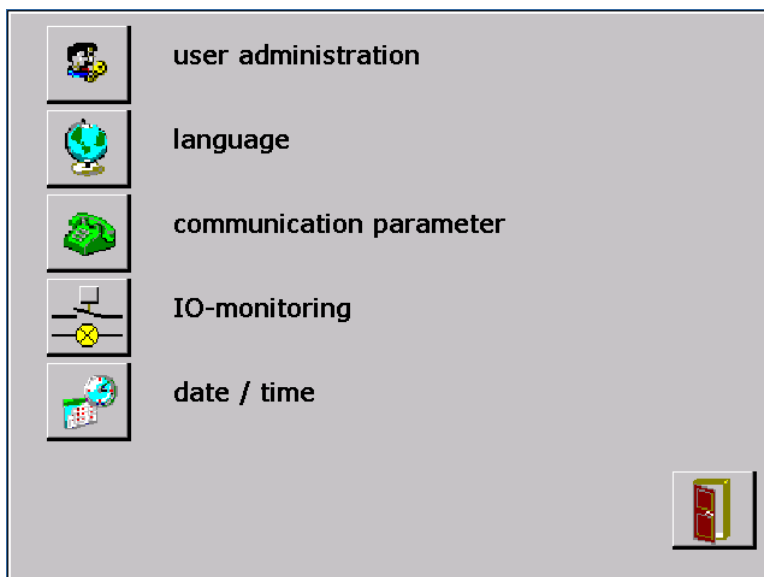 user administration
language
communication parameter
IO-monitoring
date / time